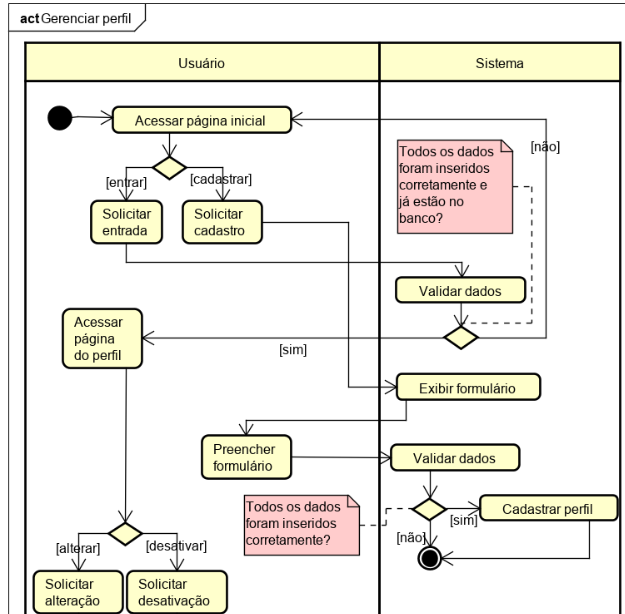 act Gerenciar perfil
Usuário
Sistema
Acessar página inicial
[não]
Todos os dados
foram inseridos
corretamente e
já estão no
banco?
[entrar]
[cadastrar]
Solicitar
entrada
Solicitar
cadastro
Validar dados
Acessar
página
do perfil
[sim]
Exibir formulário
Preencher
formulário
Validar dados
Todos os dados
foram inseridos
corretamente?
[sim]
Cadastrar perfil
[não]
[alterar]
[desativar]
Solicitar
alteração
Solicitar
desativação